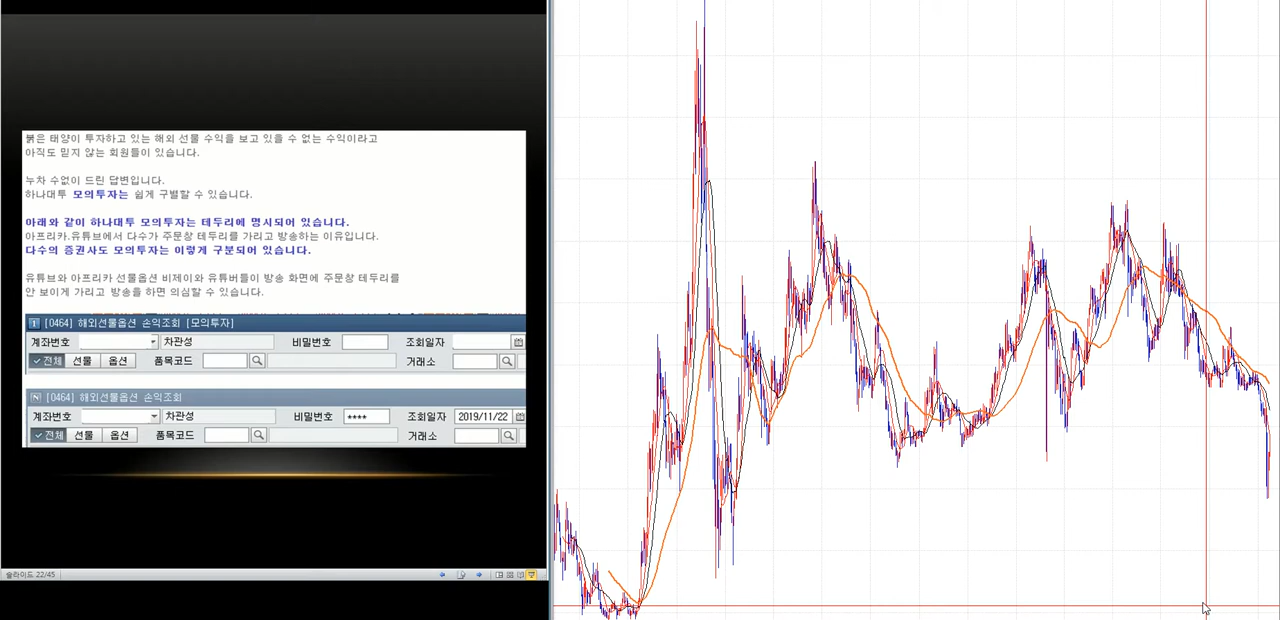 붉은 태양이 투자하고 있는 해외 선물 수익을 보고 있을 수 없는 수익이라고
아직도 믿지 않는 회원들이 있습니다.
누차 수없이 드린 답변입니다.
하나대투 모의투자는 쉽게 구별할 수 있습니다.
아래와 같이 하나대투 모의투자는 테두리에 명시되어 있습니다.
아프리카.유튜브에서 다수가 주문창 테두리를 가리고 방송하는 이유입니다.
다수의 증권사도 모의투자는 이렇게 구분되어 있습니다.
유튜브와 아프리카 선물옵션 비제이와 유튜버들이 방송 화면에 주문창 테두리를
안 보이게 가리고 방송을 하면 의심할 수 있습니다.
1 [0464] 해외선물옵션 손익조회 [모의투자]
계좌번호 차관성 비밀번호 조회일자
전체 선물 옵션 품목코드 거래소
N [0464] 해외선물옵션 손익조회
계좌번호 차관성 비밀번호 **** 조회일자 2019/11/22
전체 선물 옵션 품목코드 거래소
슬라이드 22/45